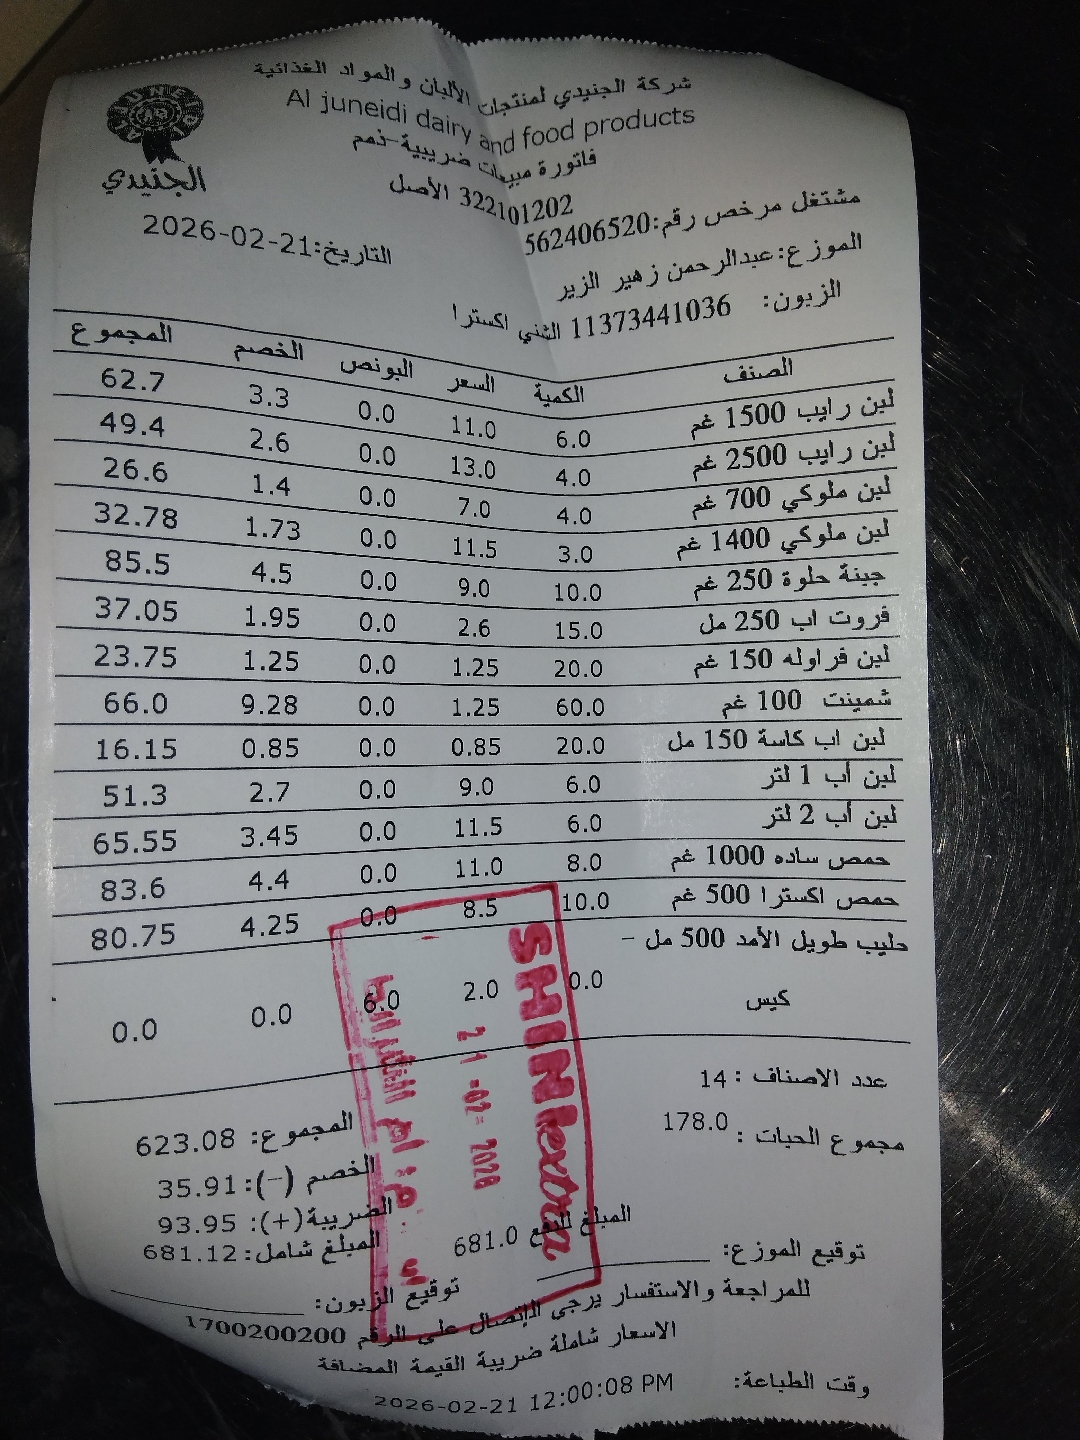 شركة الجنيدي لمنتجات الألبان والمواد الغذائية
Al juneidi dairy and food products
الجنيدي
فاتورة مبيعات ضريبية-ذمم
322101202 الأصل
مشتغل مرخص رقم:562406520
التاريخ:2026-02-21
الموزع:عبدالرحمن زهير الزير
الزبون: 11373441036 الثني اكسترا
الصنف الكمية السعر البونص الخصم المجموع
لبن رايب 1500 غم 6.0 11.0 0.0 3.3 62.7
لبن رايب 2500 غم 4.0 13.0 0.0 2.6 49.4
لبن ملوكي 700 غم 4.0 7.0 0.0 1.4 26.6
لبن ملوكي 1400 غم 3.0 11.5 0.0 1.73 32.78
جبنة حلوة 250 غم 10.0 9.0 0.0 4.5 85.5
فروت اب 250 مل 15.0 2.6 0.0 1.95 37.05
لبن فراوله 150 غم 20.0 1.25 0.0 1.25 23.75
شمينت 100 غم 60.0 1.25 0.0 9.28 66.0
لبن اب كاسة 150 مل 20.0 0.85 0.0 0.85 16.15
لبن أب 1 لتر 6.0 9.0 0.0 2.7 51.3
لبن أب 2 لتر 6.0 11.5 0.0 3.45 65.55
حمص ساده 1000 غم 8.0 11.0 0.0 4.4 83.6
حمص اكسترا 500 غم 10.0 8.5 0.0 4.25 80.75
حليب طويل الأمد 500 مل -
كيس 0.0 2.0 6.0 0.0 0.0
SHINI extra
21-02-2026
عدد الاصناف : 14
مجموع الحبات : 178.0
المجموع: 623.08
الخصم (-): 35.91
الضريبة(+): 93.95
المبلغ شامل: 681.12
المبلغ للدفع 681.0
توقيع الموزع:
توقيع الزبون:
للمراجعة والاستفسار يرجى الإتصال على الرقم 1700200200
الاسعار شاملة ضريبة القيمة المضافة
وقت الطباعة: 2026-02-21 12:00:08 PM